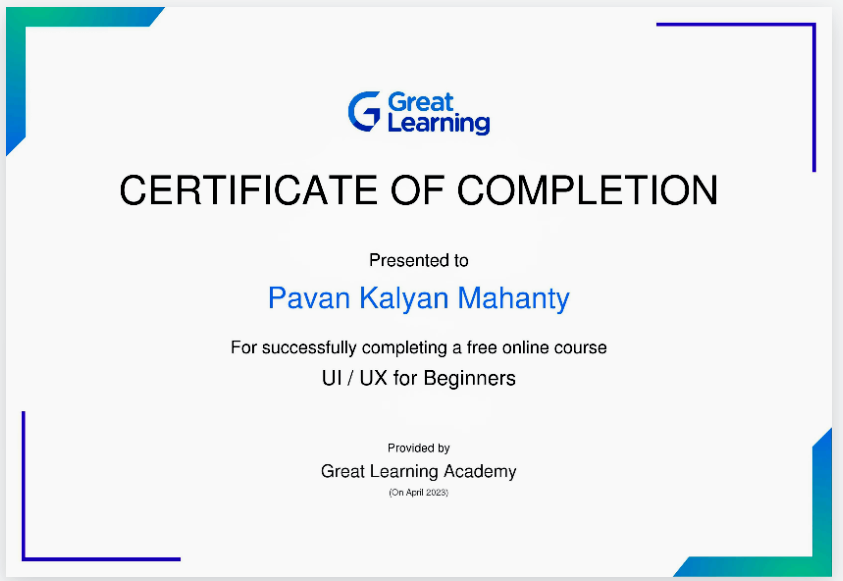 Great
Learning
CERTIFICATE OF COMPLETION
Presented to
Pavan Kalyan Mahanty
For successfully completing a free online course
UI / UX for Beginners
Provided by
Great Learning Academy
(On April 2023)